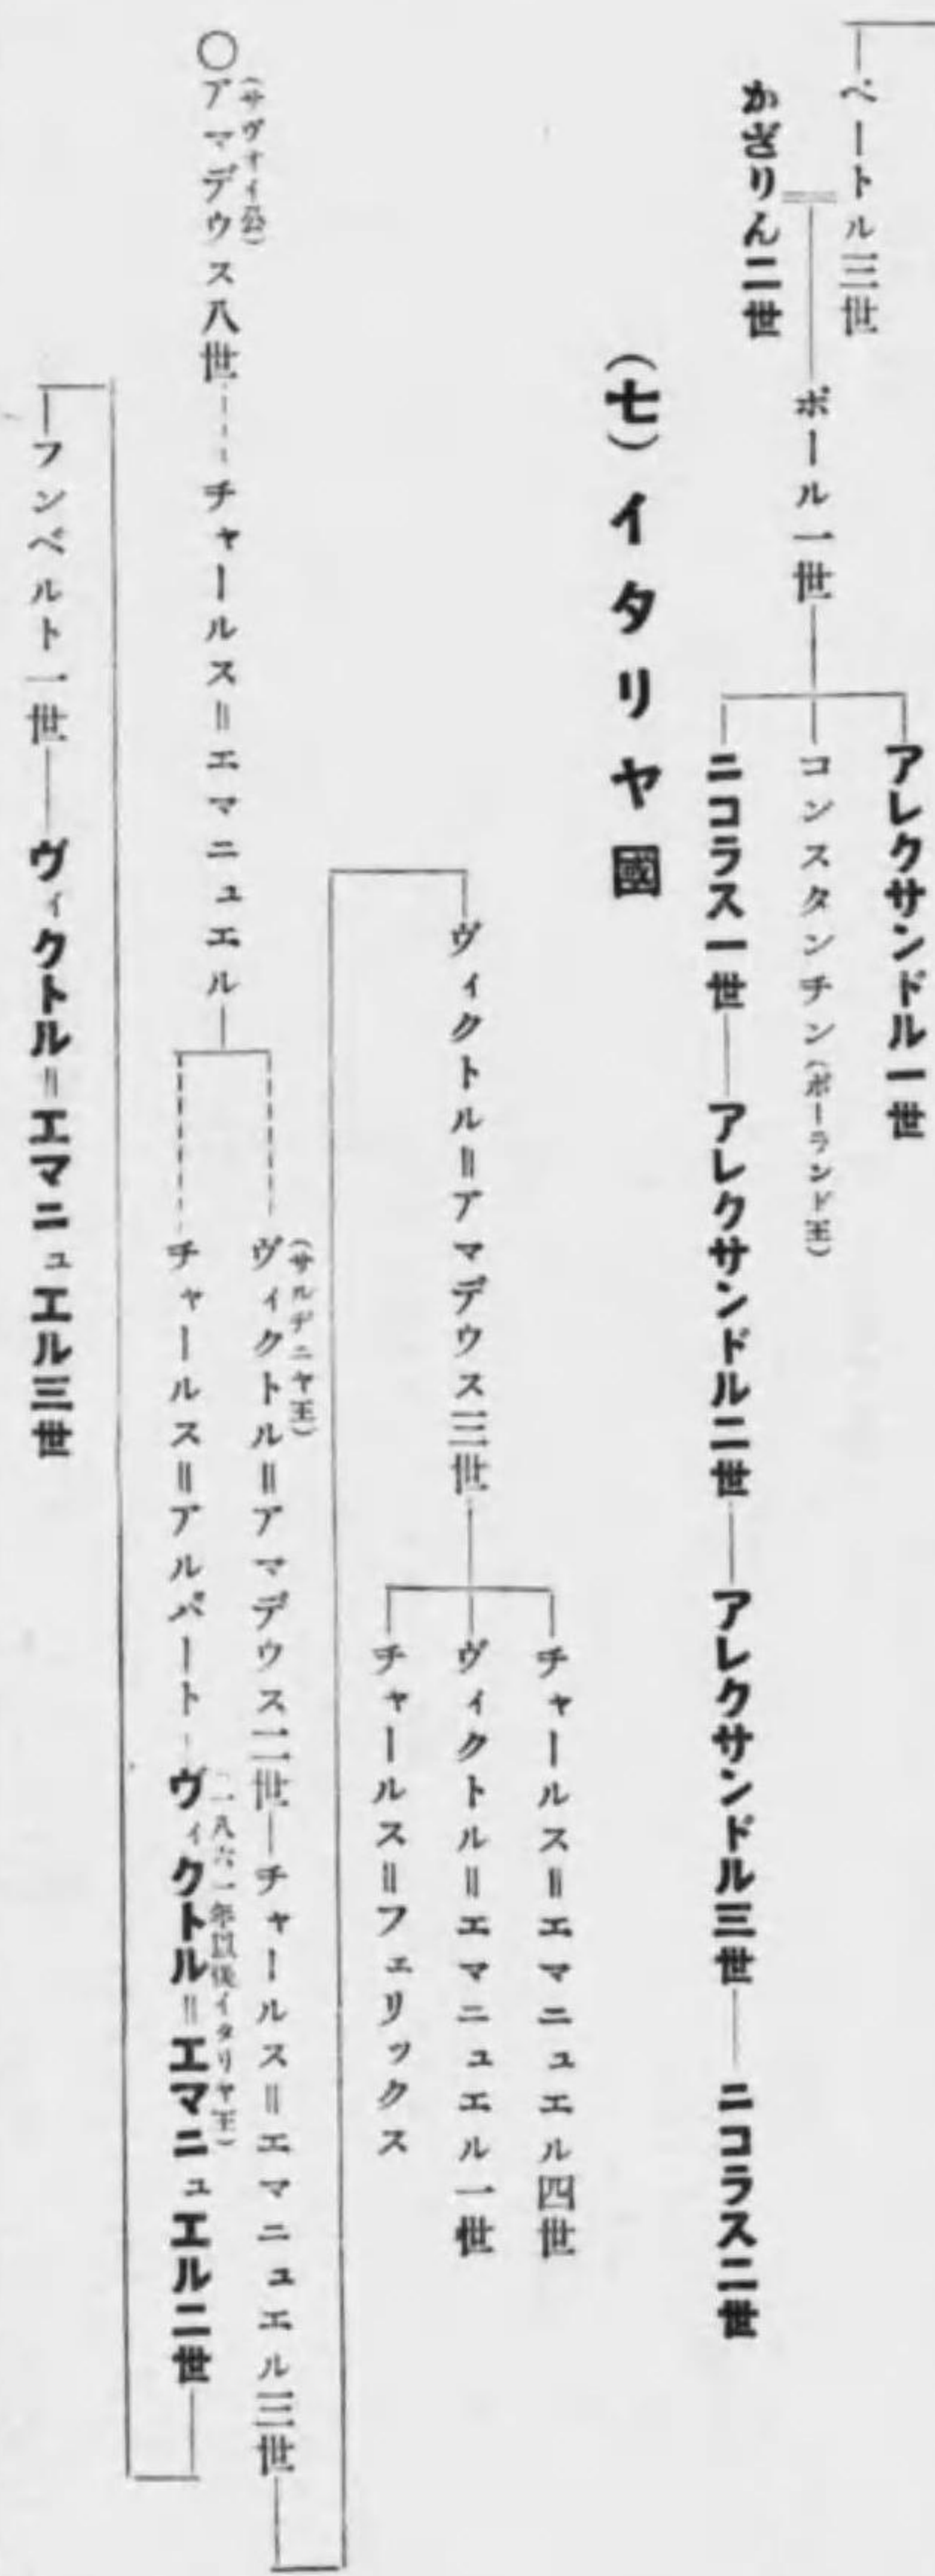 ペートル三世
かざりん二世
ポール一世
アレクサンドル一世
コンスタンチン(ポーランド王)
ニコラス一世
アレクサンドル二世
アレクサンドル三世
ニコラス二世
(七)イタリヤ國
(サヴォイ公)
〇アマデウス八世
チャールス=エマニュエル
(サルヂニヤ王)
ヴィクトル=アマデウス二世
チャールス=エマニュエル三世
ヴィクトル=アマデウス三世
チャールス=エマニュエル四世
ヴィクトル=エマニュエル一世
チャールス=フェリックス
チャールス=アルバート
(一八六一年以後イタリヤ王)
ヴィクトル=エマニュエル二世
フンベルト一世
ヴィクトル=エマニュエル三世